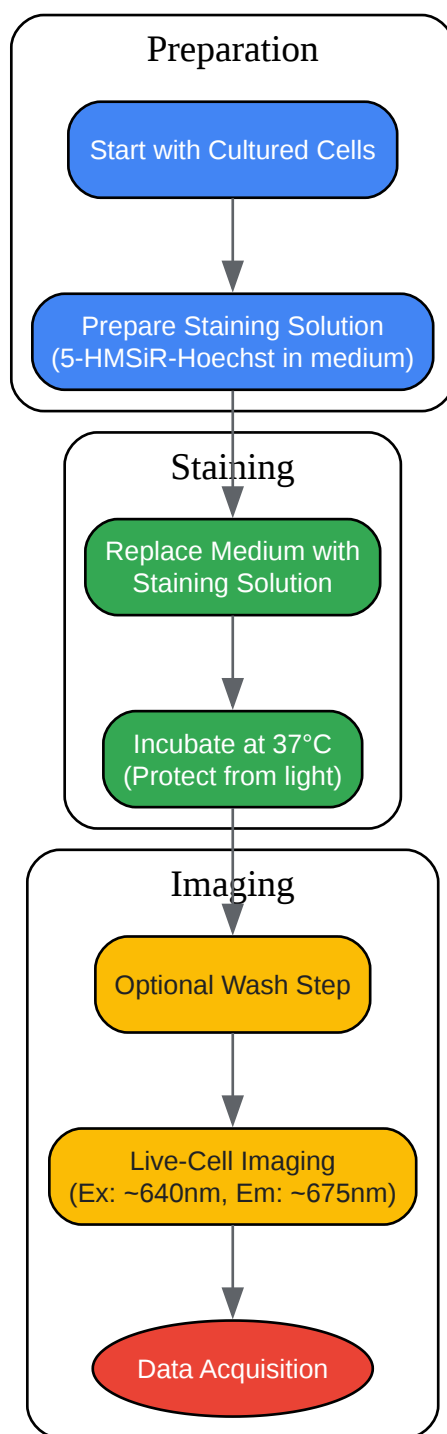 Preparation
Start with Cultured Cells
Prepare Staining Solution
(5-HMSiR-Hoechst in medium)
Staining
Replace Medium with
Staining Solution
Incubate at 37°C
(Protect from light)
Imaging
Optional Wash Step
Live-Cell Imaging
(Ex: ~640nm, Em: ~675nm)
Data Acquisition